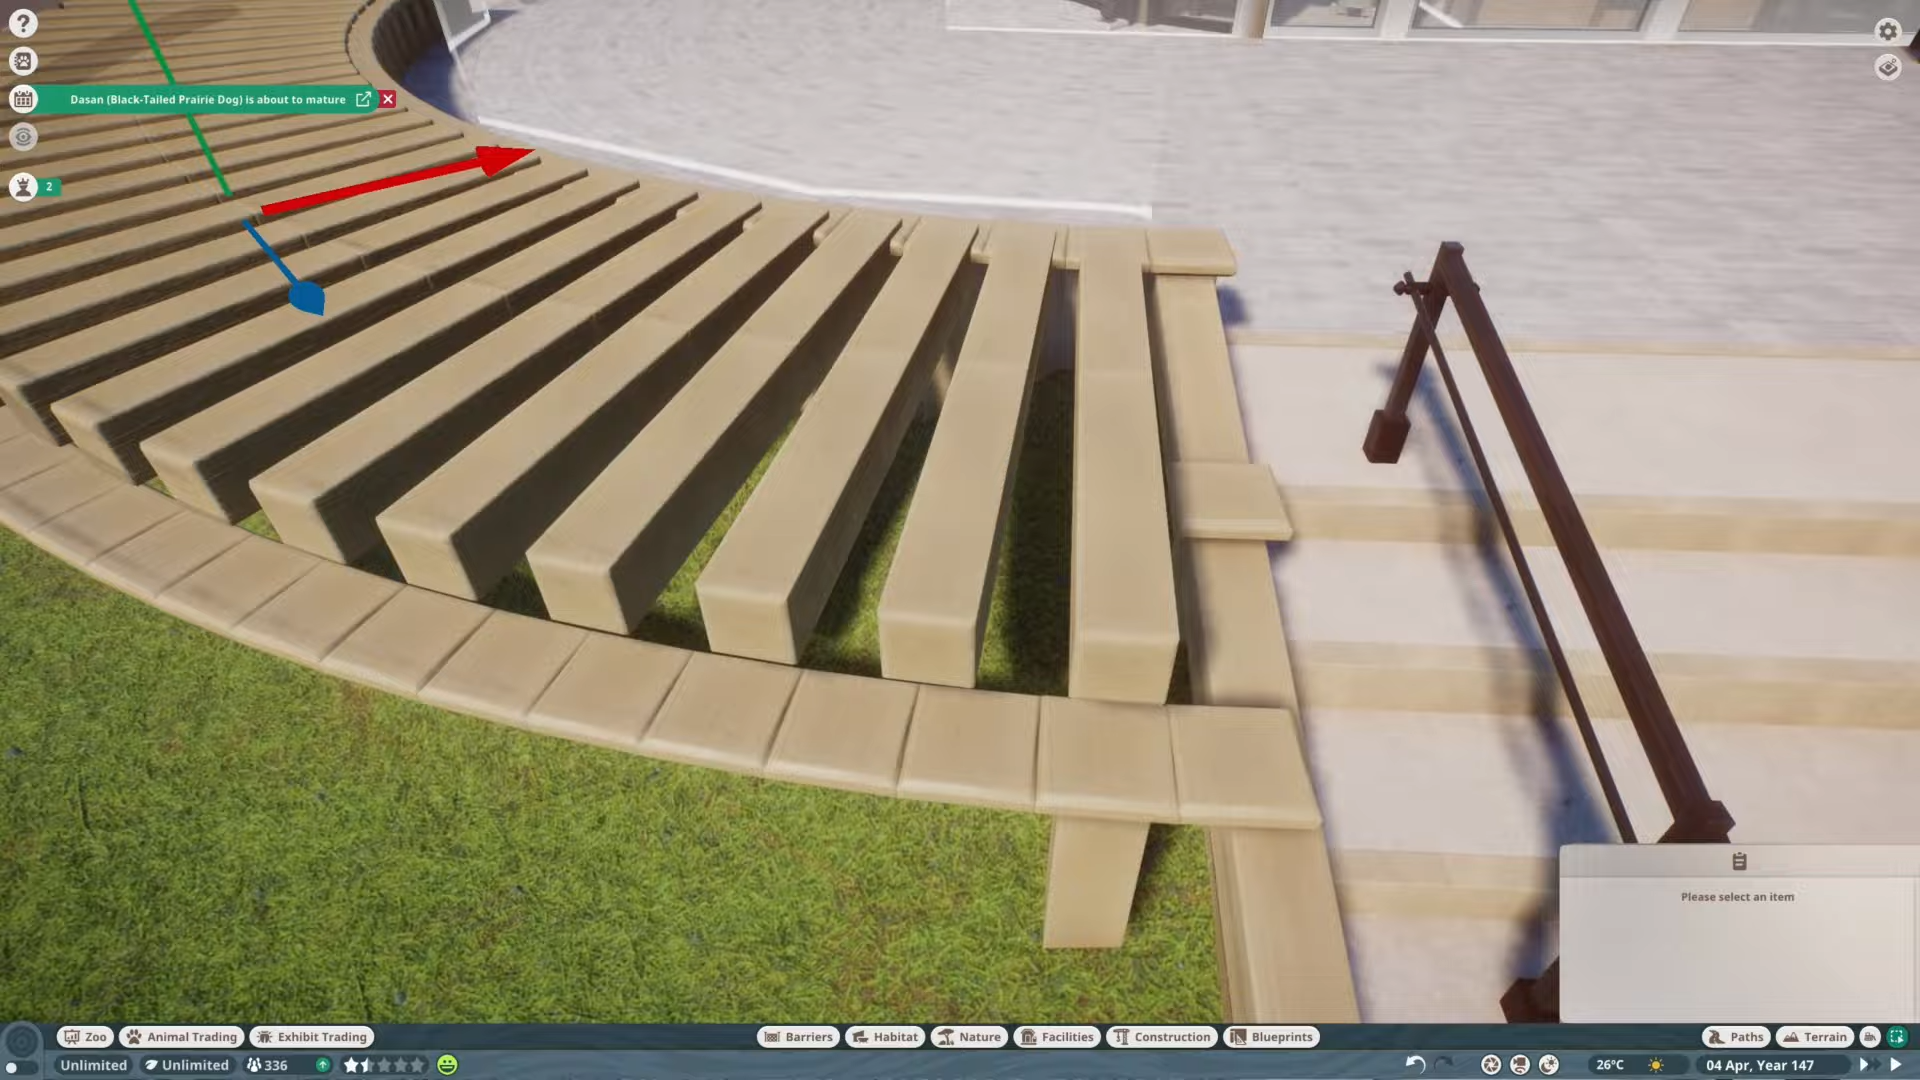 ?
Dasan (Black-Tailed Prairie Dog) is about to mature
2
Please select an item
Zoo
Animal Trading
Exhibit Trading
Barriers
Habitat
Nature
Facilities
Construction
Blueprints
Paths
Terrain
Unlimited
Unlimited
336
26°C
04 Apr, Year 147